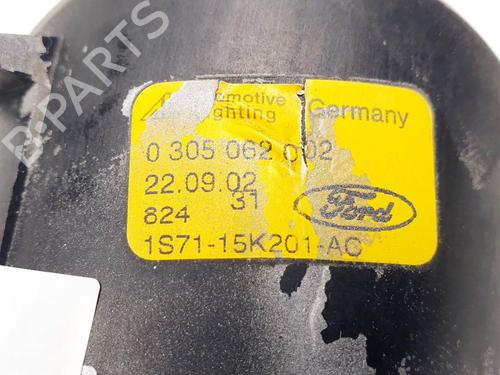 Automotive Germany
Lighting
0 305 062 002
22.09.02 31
824
Ford
1S71-15K201-AC
B-PARTS